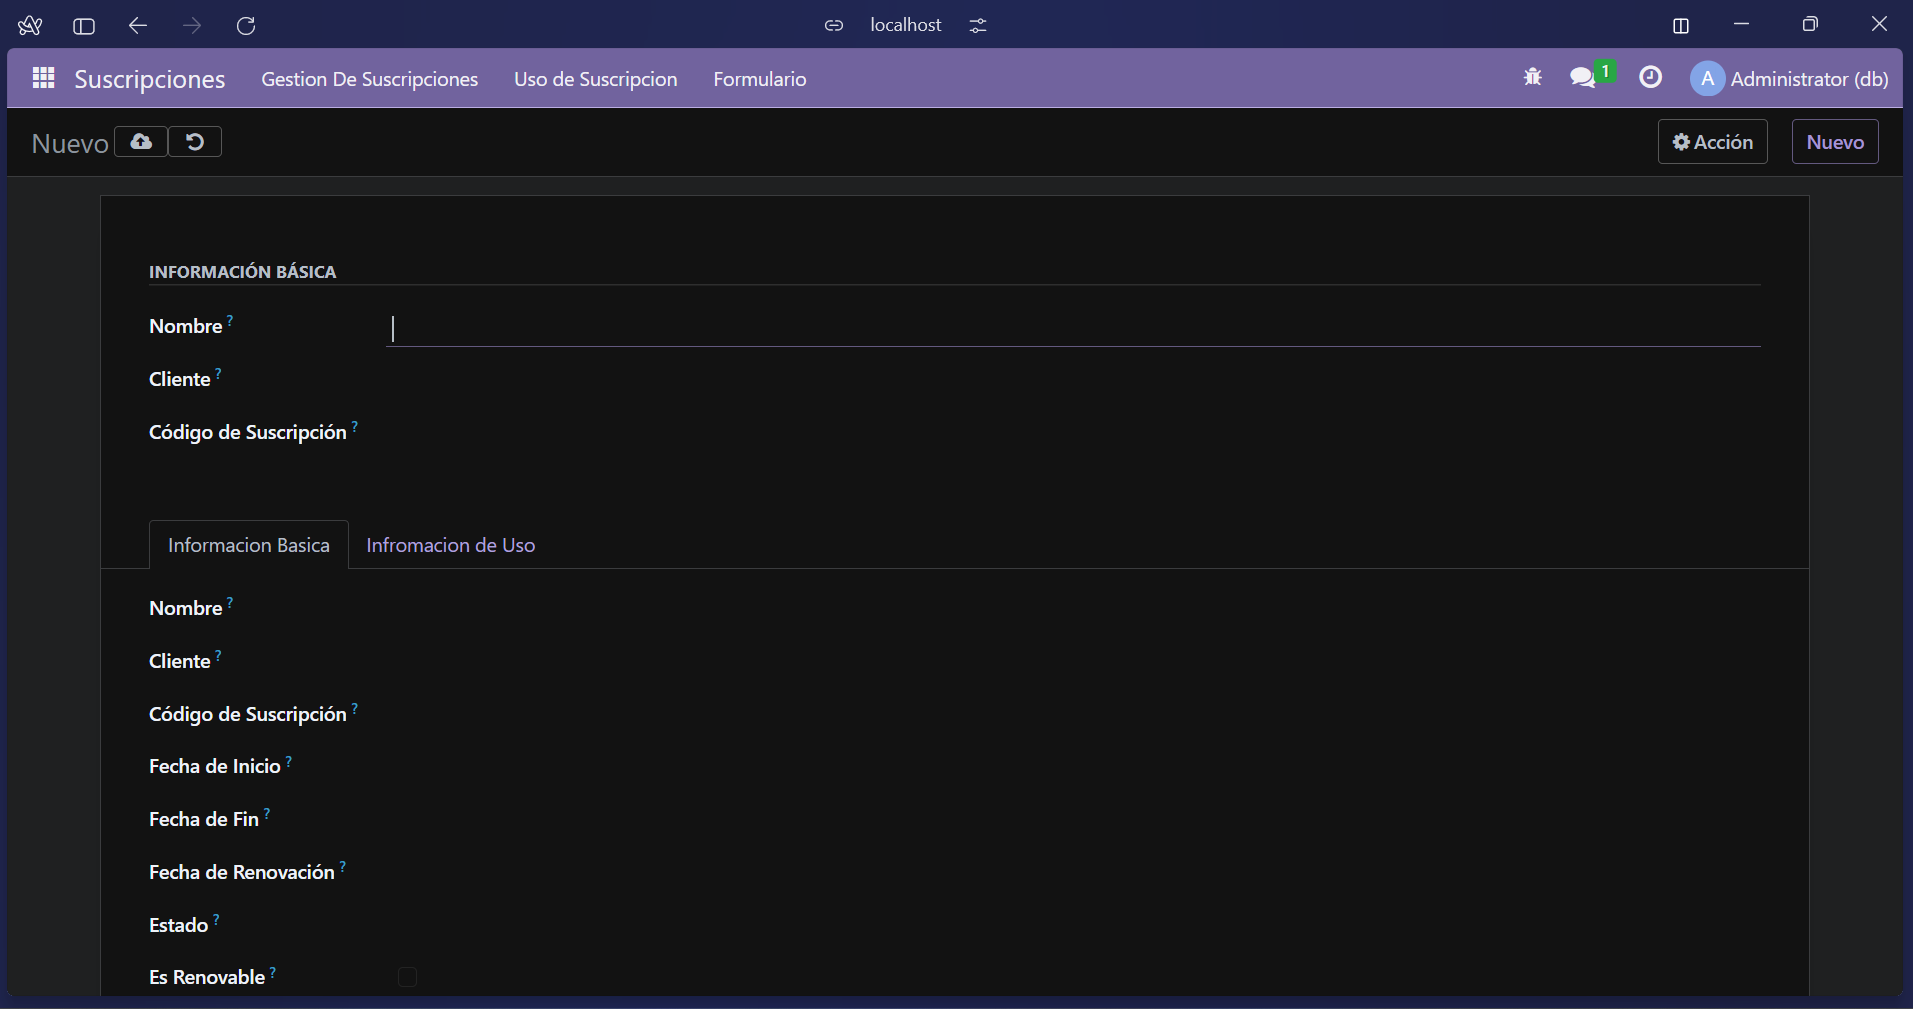 localhost
Suscripciones Gestion De Suscripciones Uso de Suscripcion Formulario 1 A Administrator (db)
Nuevo Acción Nuevo
INFORMACIÓN BÁSICA
Nombre ?
Cliente ?
Código de Suscripción ?
Informacion Basica Infromacion de Uso
Nombre ?
Cliente ?
Código de Suscripción ?
Fecha de Inicio ?
Fecha de Fin ?
Fecha de Renovación ?
Estado ?
Es Renovable ?